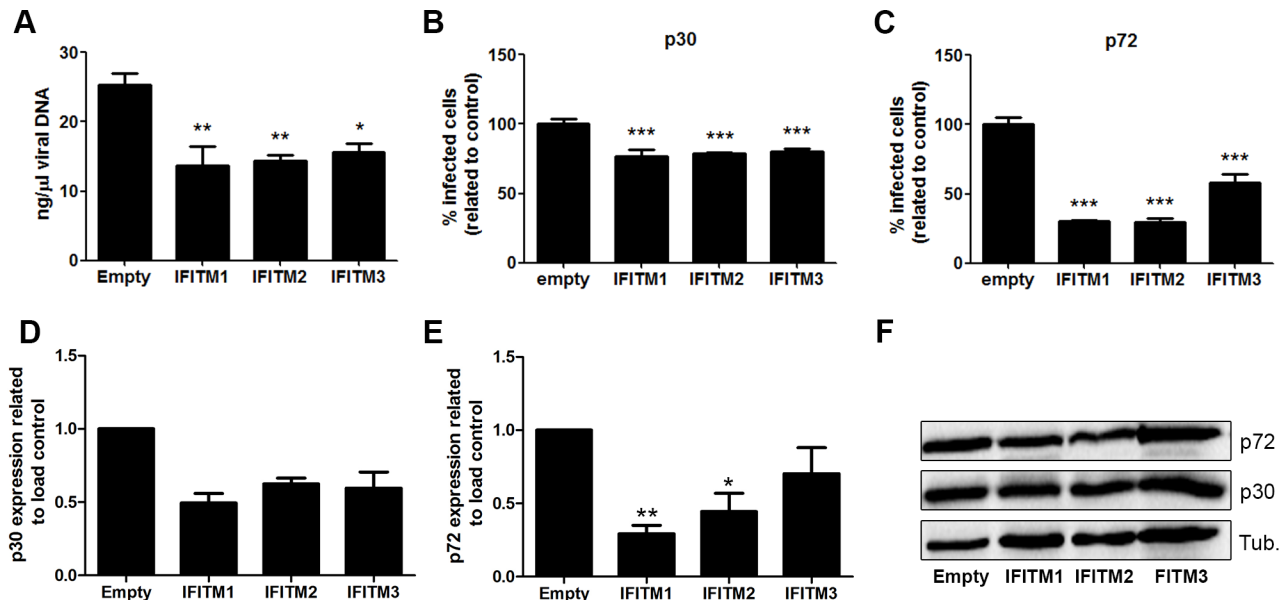 A
30
20
10
0
ng/µl viral DNA
**
**
*
Empty
IFITM1
IFITM2
IFITM3
B
p30
150
100
50
0
% infected cells
(related to control)
***
***
***
empty
IFITM1
IFITM2
IFITM3
C
p72
150
100
50
0
% infected cells
(related to control)
***
***
***
empty
IFITM1
IFITM2
IFITM3
D
1.5
1.0
0.5
0.0
p30 expression related
to load control
Empty
IFITM1
IFITM2
IFITM3
E
1.5
1.0
0.5
0.0
p72 expression related
to load control
**
*
Empty
IFITM1
IFITM2
IFITM3
F
p72
p30
Tub.
Empty
IFITM1
IFITM2
FITM3